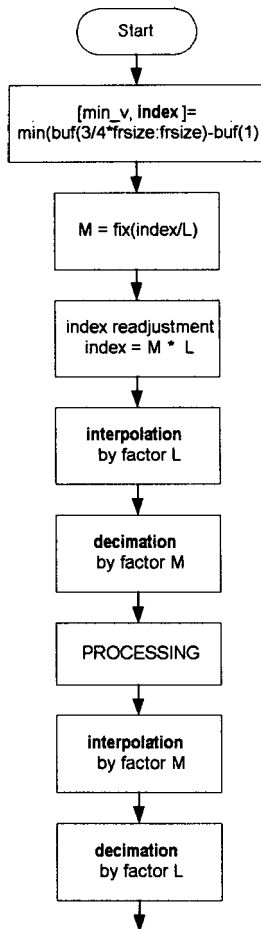 Start
[min_v, index]=
min(buf(3/4*frsize:frsize)-buf(1)
M = fix(index/L)
index readjustment
index = M * L
interpolation
by factor L
decimation
by factor M
PROCESSING
interpolation
by factor M
decimation
by factor L